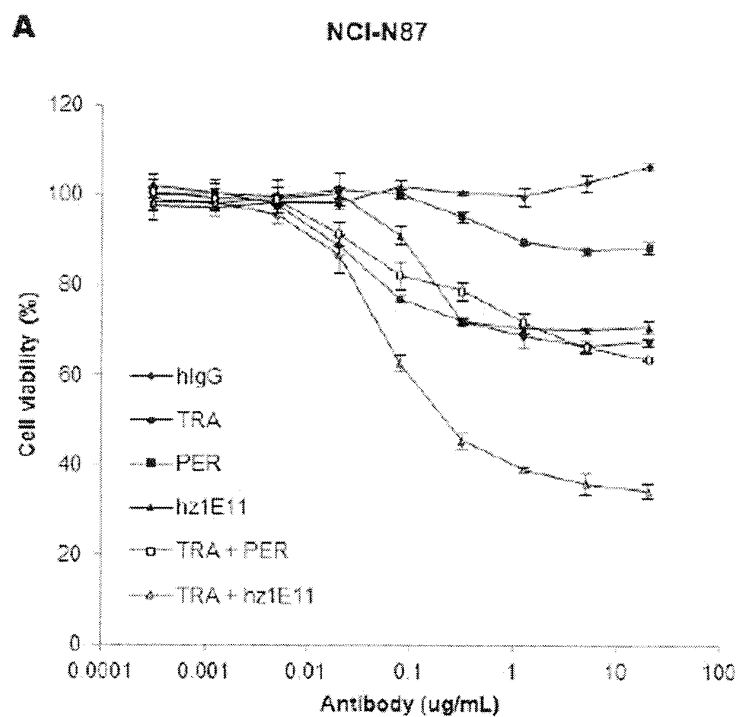 A
NCI-N87
120
100
80
60
40
20
0
Cell viability (%)
hIgG
TRA
PER
hz1E11
TRA + PER
TRA + hz1E11
0.0001
0.001
0.01
0.1
1
10
100
Antibody (ug/mL)